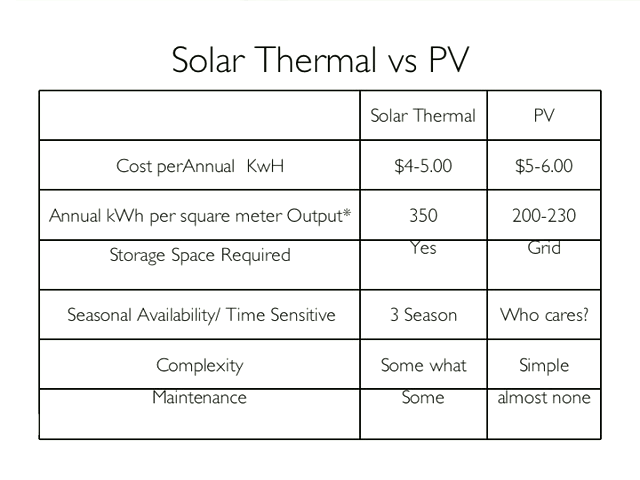 Solar Thermal vs PV
Solar Thermal PV
Cost perAnnual KwH $4-5.00 $5-6.00
Annual kWh per square meter Output* 350 200-230
Storage Space Required Yes Grid
Seasonal Availability/ Time Sensitive 3 Season Who cares?
Complexity Some what Simple
Maintenance Some almost none